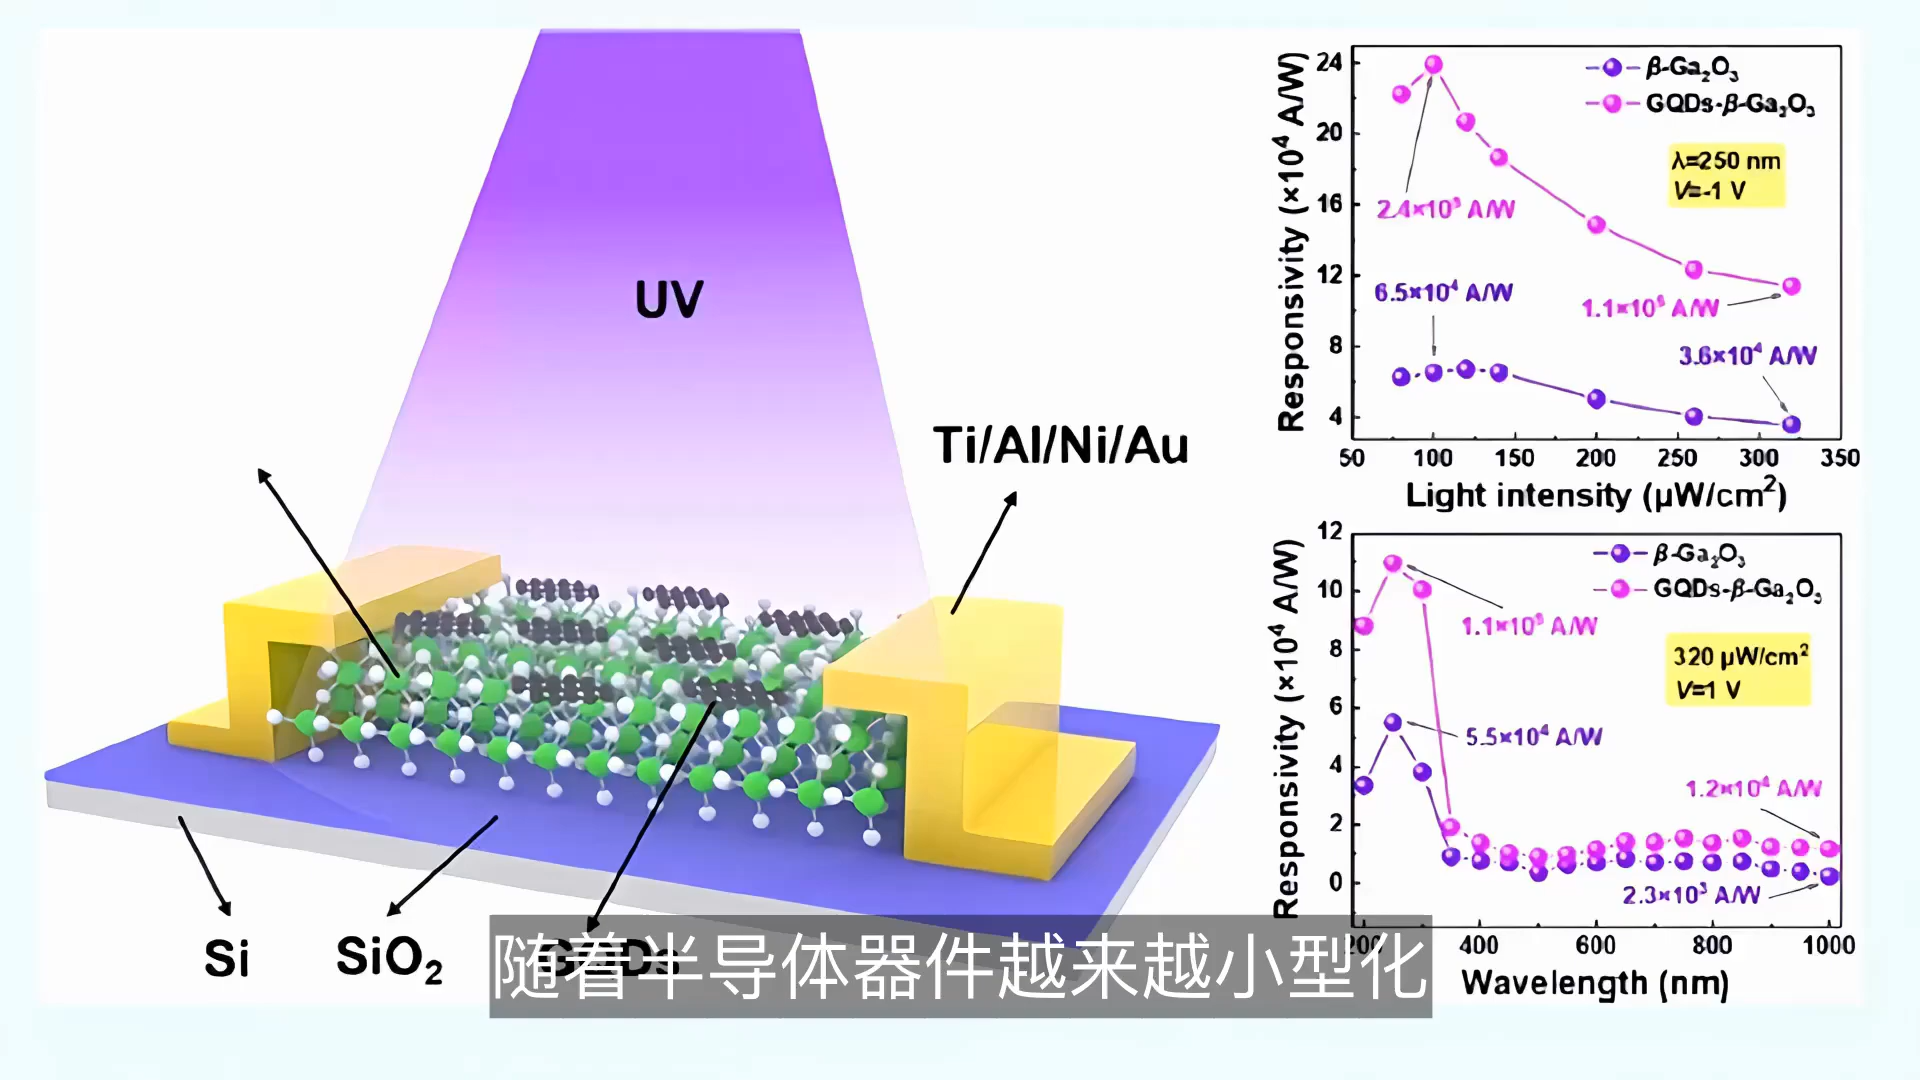 UV
Ti/Al/Ni/Au
Si
SiO₂
随着半导体器件越来越小型化
Responsivity (×10⁴ A/W)
24
20
16
12
8
4
β-Ga₂O₃
GQDs-β-Ga₂O₃
λ=250 nm
V=-1 V
2.4×10⁵ A/W
6.5×10⁴ A/W
1.1×10⁵ A/W
3.6×10⁴ A/W
50 100 150 200 250 300 350
Light intensity (μW/cm²)
Responsivity (×10⁴ A/W)
12
10
8
6
4
2
0
β-Ga₂O₃
GQDs-β-Ga₂O₃
1.1×10⁵ A/W
320 μW/cm²
V=1 V
5.5×10⁴ A/W
1.2×10⁴ A/W
2.3×10³ A/W
200 400 600 800 1000
Wavelength (nm)